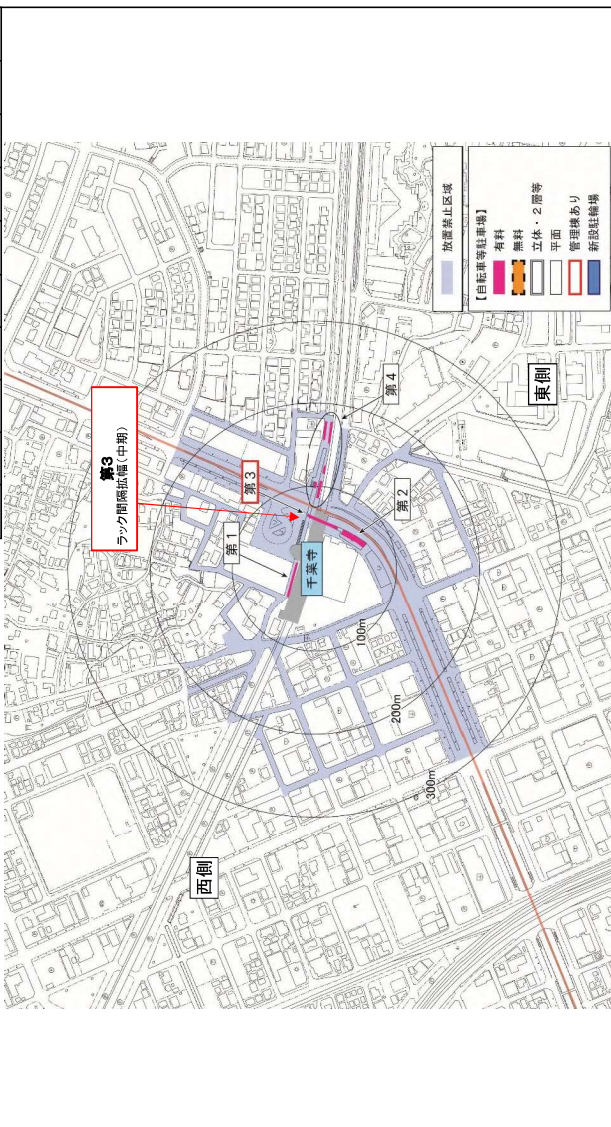 第3
ラック間隔拡幅(中期)
第1
第3
第4
第2
千葉寺
100m
200m
300m
西側
東側
放置禁止区域
【自転車等駐車場】
有料
無料
立体・2層等
平面
管理棟あり
新設駐輪場